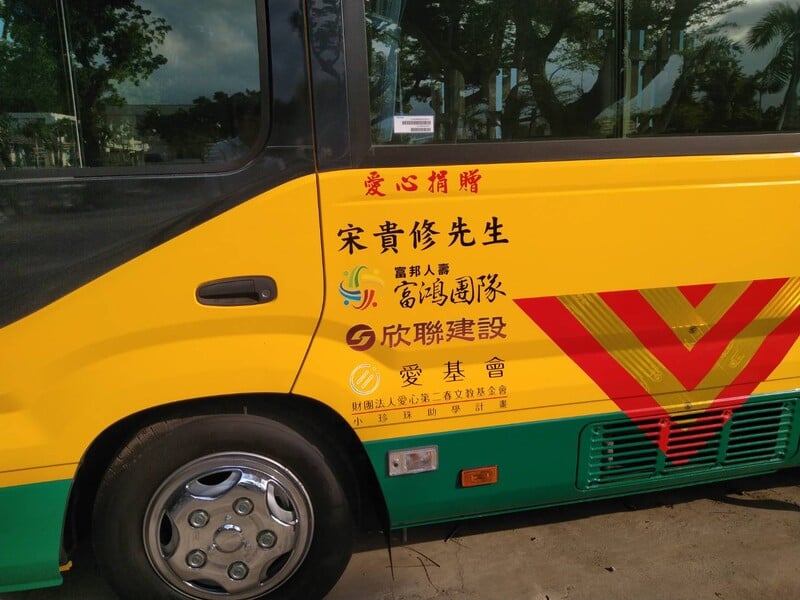 愛心捐贈
宋貴修先生
富邦人壽
富鴻團隊
欣聯建設
愛基會
財團法人愛心第二春文教基金會
小珍珠助學計畫